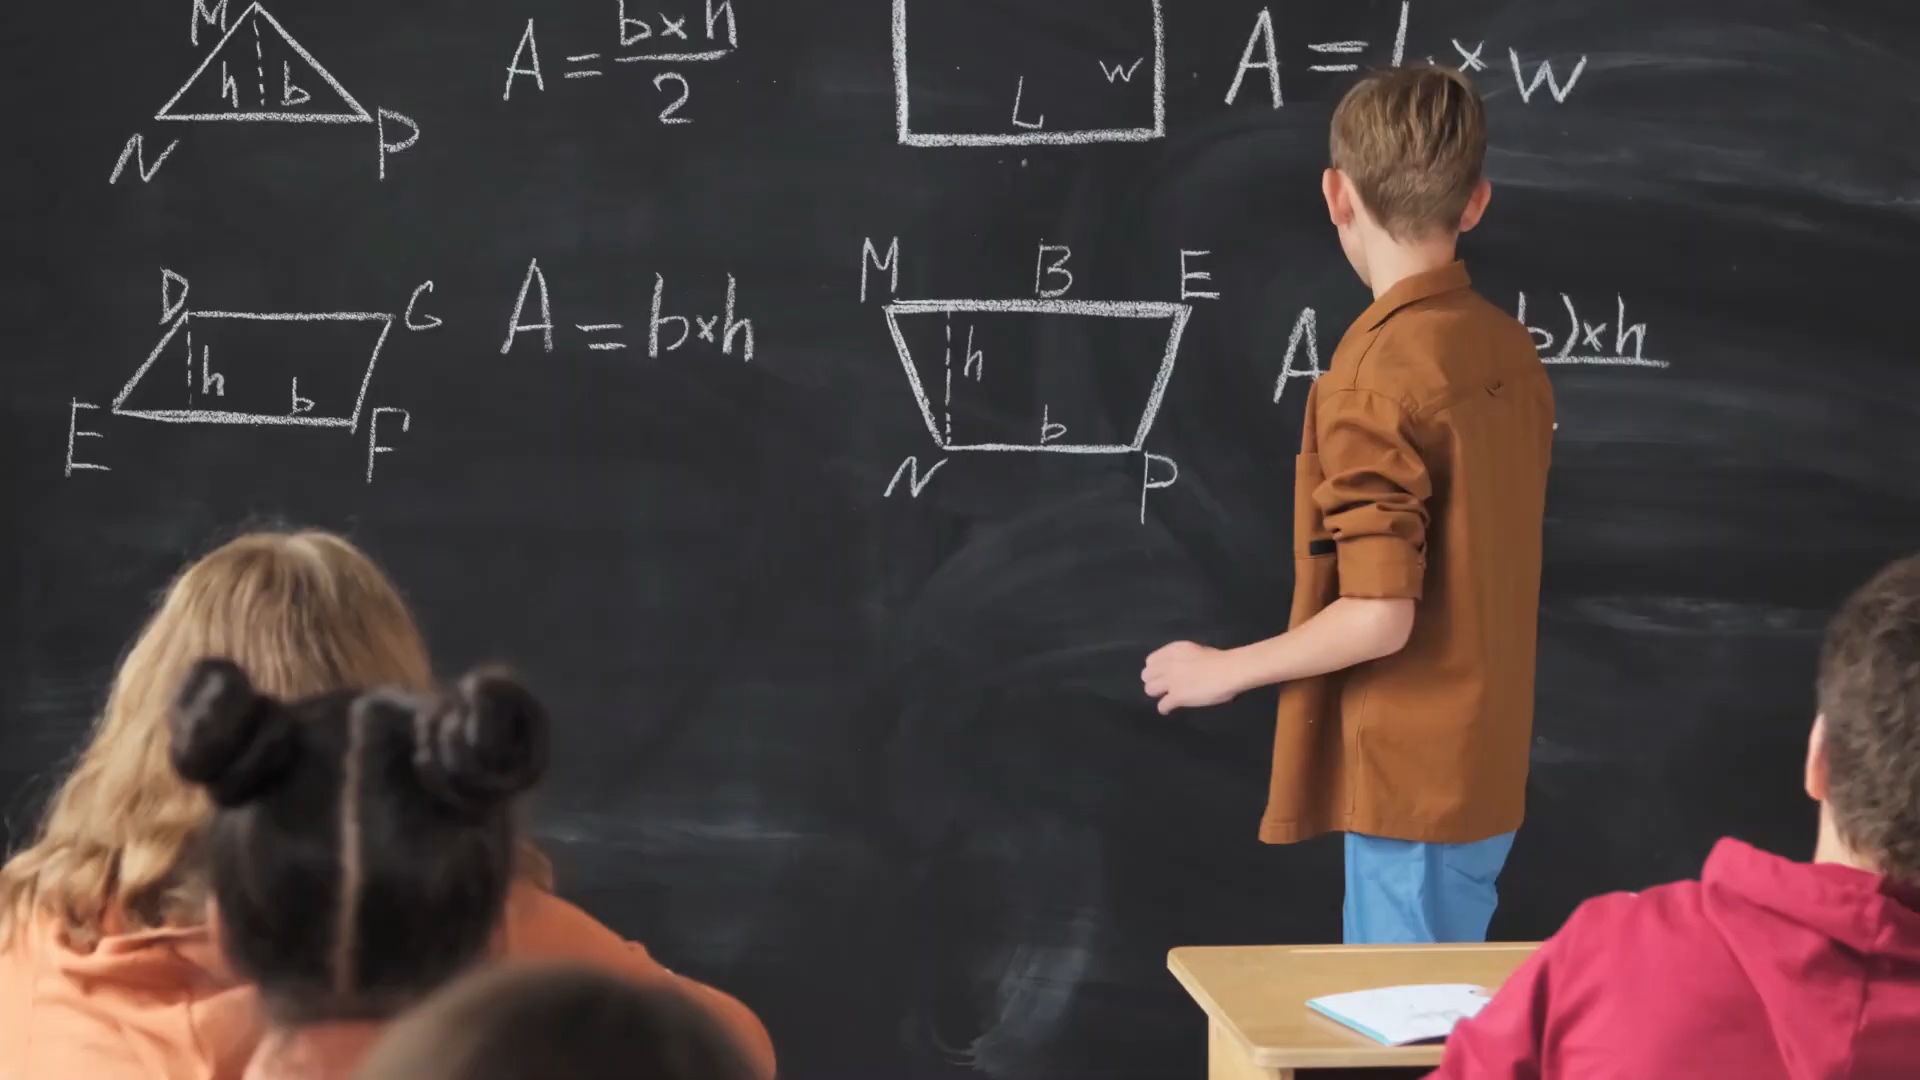 M
h b
N P
A = b×h
2
L w
A = L × w
D G
h b
E F
A = b×h
M B E
h
b
N P
A b)×h